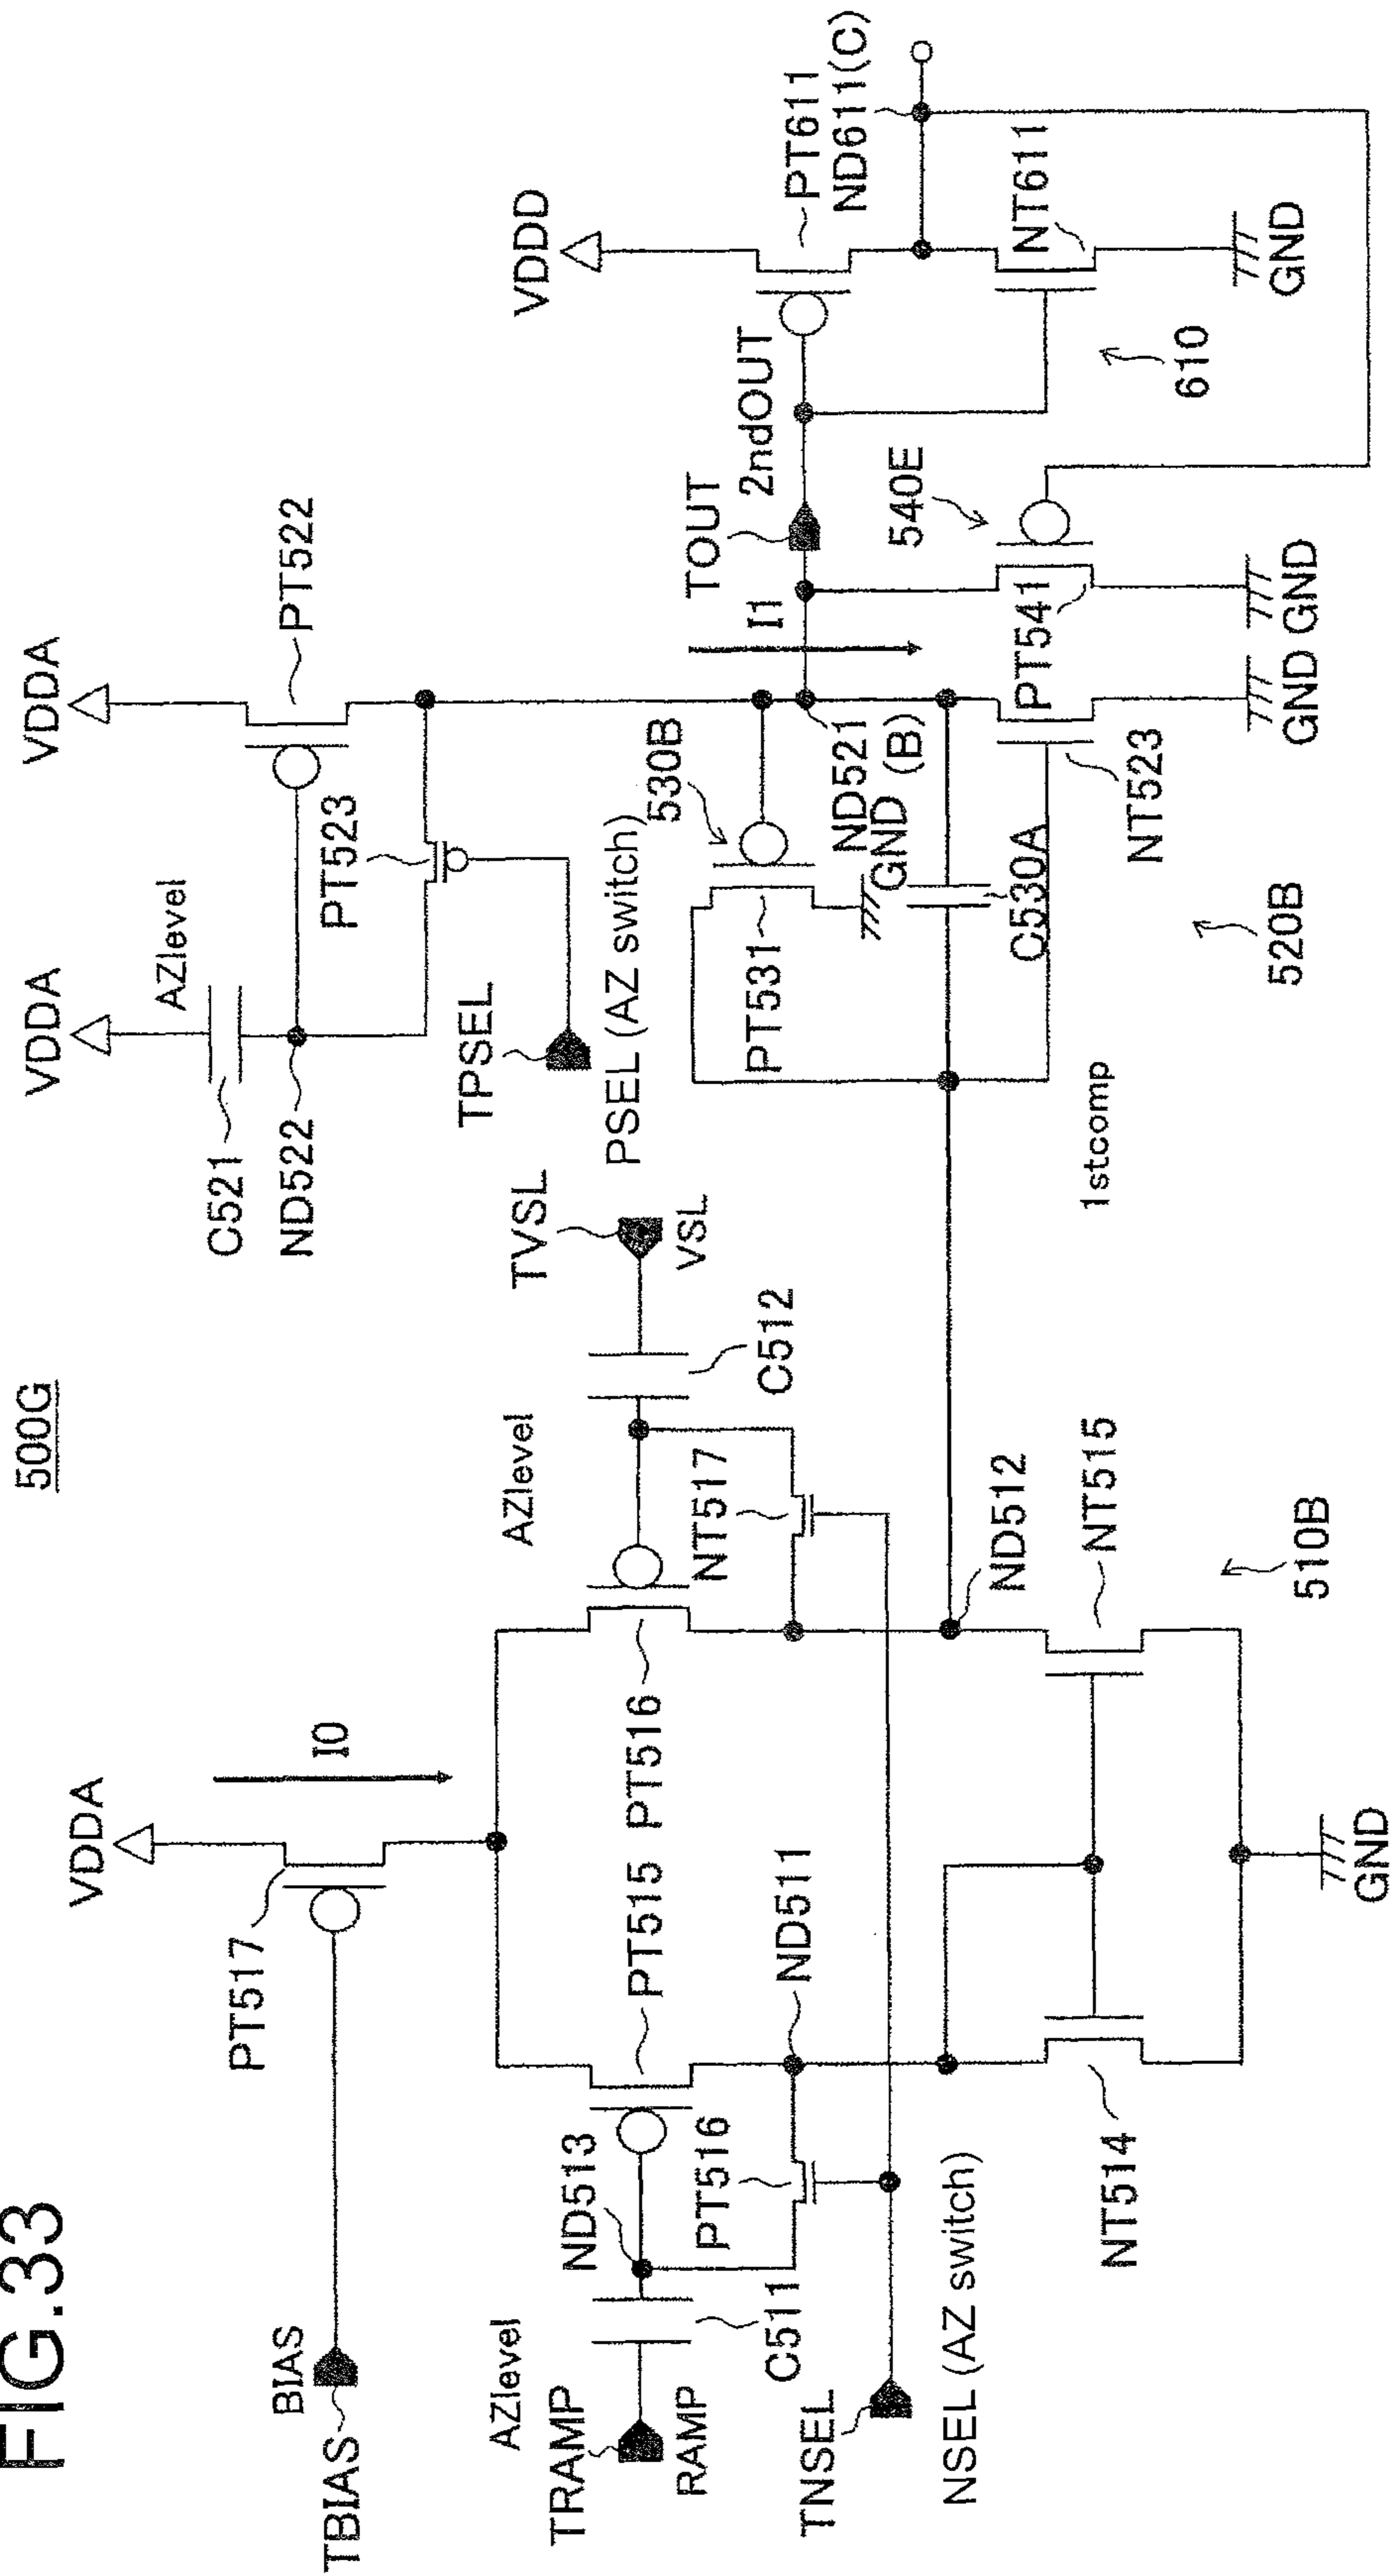 FIG.33
500G
VDDA
PT517
I0
BIAS
TBIAS
AZlevel
TRAMP
RAMP
C511
ND513
PT515
PT516
PT516
ND511
AZlevel
NT517
C512
TVSL
VSL
TNSEL
NSEL (AZ switch)
NT514
ND512
NT515
510B
GND
VDDA
AZlevel
C521
ND522
VDDA
PT522
PT523
TPSEL
PSEL (AZ switch)
530B
PT531
GND
ND521
(B)
C530A
1stcomp
NT523
520B
GND
I1
TOUT
2ndOUT
540E
PT541
GND
VDDD
PT611
ND611(C)
NT611
610
GND